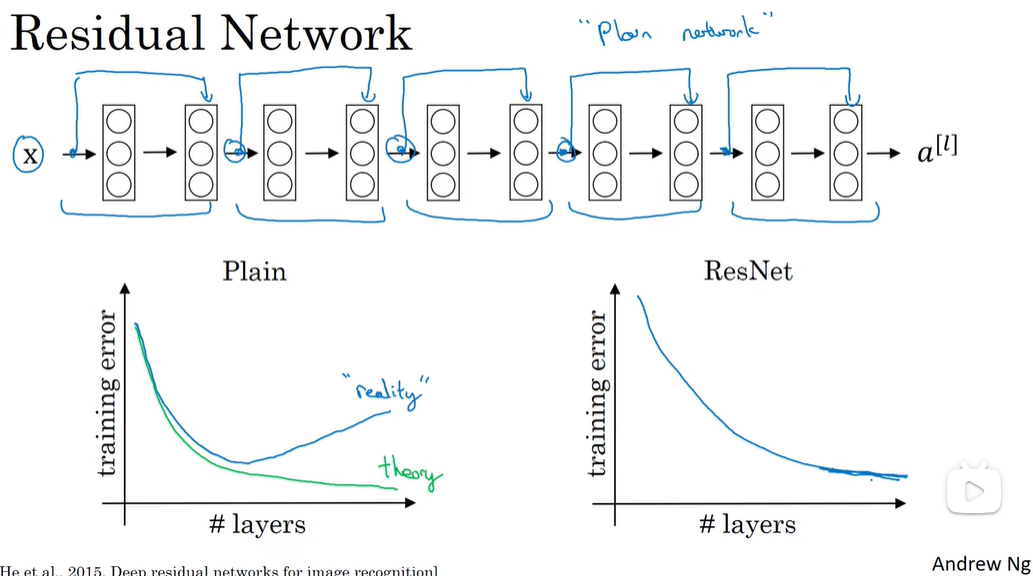 Residual Network
"Plain network"
x
a[l]
Plain
ResNet
training error
"reality"
theory
# layers
training error
# layers
He et al., 2015. Deep residual networks for image recognition]
Andrew Ng